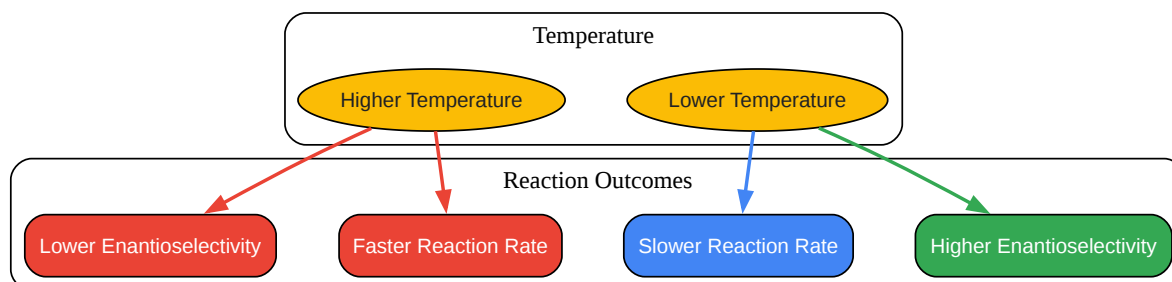 Temperature
Higher Temperature
Lower Temperature
Reaction Outcomes
Lower Enantioselectivity
Faster Reaction Rate
Slower Reaction Rate
Higher Enantioselectivity